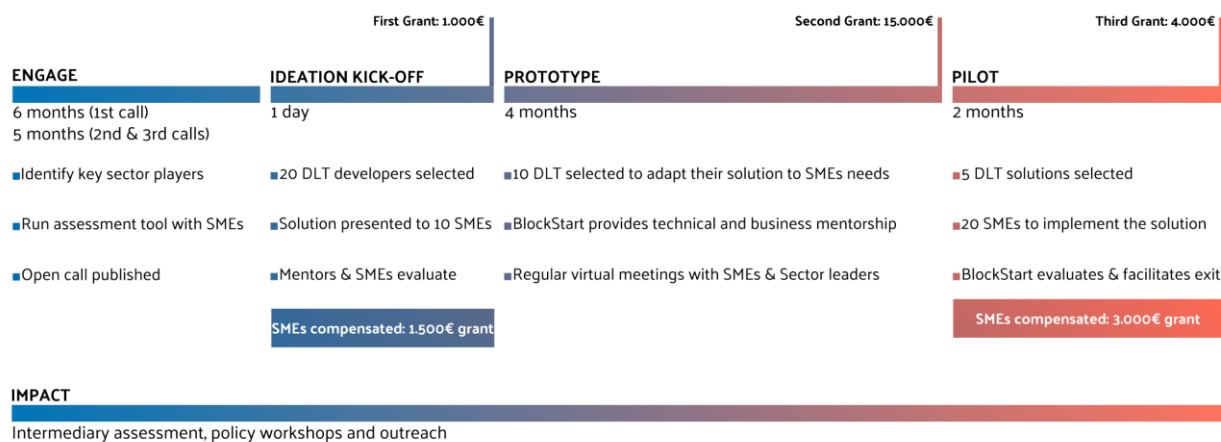 First Grant: 1.000€
Second Grant: 15.000€
Third Grant: 4.000€
ENGAGE
IDEATION KICK-OFF
PROTOTYPE
PILOT
6 months (1st call)
5 months (2nd & 3rd calls)
1 day
4 months
2 months
Identify key sector players
20 DLT developers selected
10 DLT selected to adapt their solution to SMEs needs
5 DLT solutions selected
Run assessment tool with SMEs
Solution presented to 10 SMEs
BlockStart provides technical and business mentorship
20 SMEs to implement the solution
Open call published
Mentors & SMEs evaluate
Regular virtual meetings with SMEs & Sector leaders
BlockStart evaluates & facilitates exit
SMEs compensated: 1.500€ grant
SMEs compensated: 3.000€ grant
IMPACT
Intermediary assessment, policy workshops and outreach